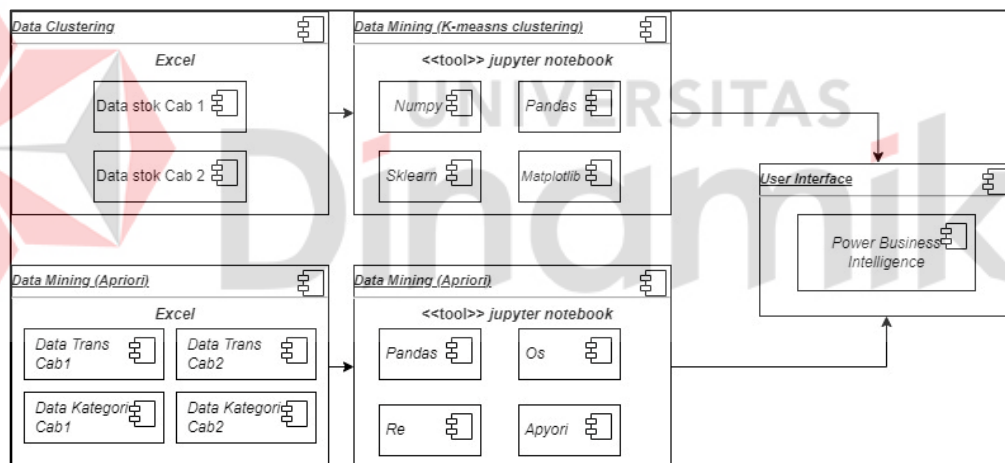 Data Clustering
Excel
Data stok Cab 1
Data stok Cab 2
Data Mining (K-measns clustering)
<<tool>> jupyter notebook
Numpy
Pandas
Sklearn
Matplotlib
UNIVERSITAS
Dinamika
User Interface
Power Business
Intelligence
Data Mining (Apriori)
Excel
Data Trans
Cab1
Data Trans
Cab2
Data Kategori
Cab1
Data Kategori
Cab2
Data Mining (Apriori)
<<tool>> jupyter notebook
Pandas
Os
Re
Apyori